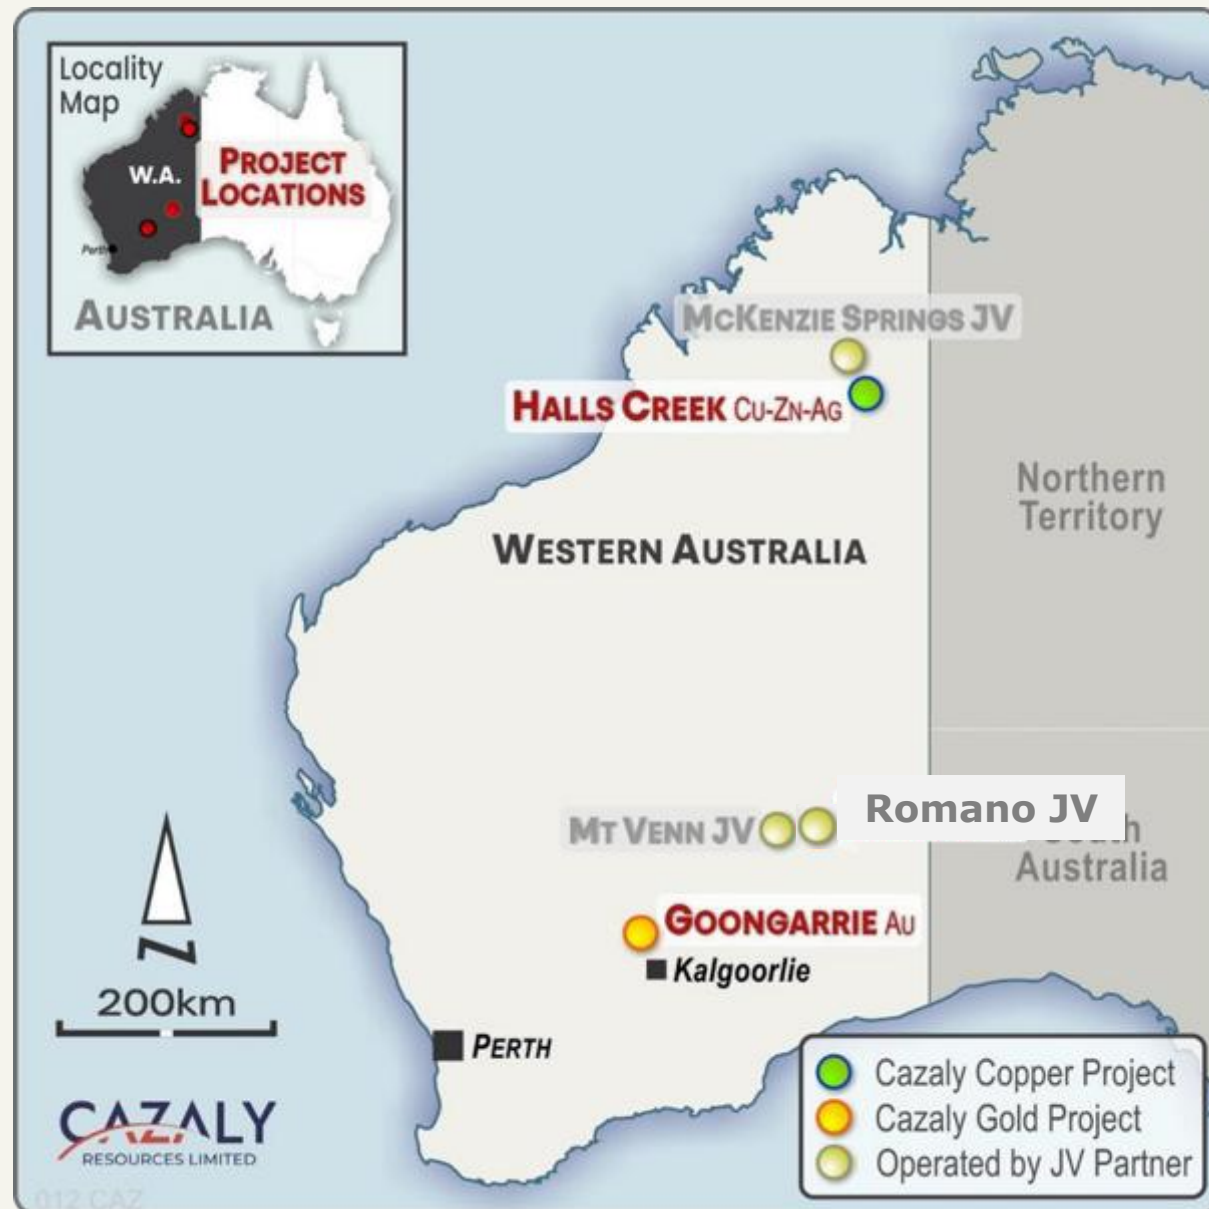 Locality
Map
W.A.
PROJECT
LOCATIONS
Perth
AUSTRALIA
MCKENZIE SPRINGS JV
HALLS CREEK CU-ZN-AG
WESTERN AUSTRALIA
Northern
Territory
Romano JV
MT VENN JV
Australia
GOONGARRIE AU
Kalgoorlie
Z
200km
PERTH
Cazaly Copper Project
Cazaly Gold Project
Operated by JV Partner
CAZALY
RESOURCES LIMITED
012 CAZ